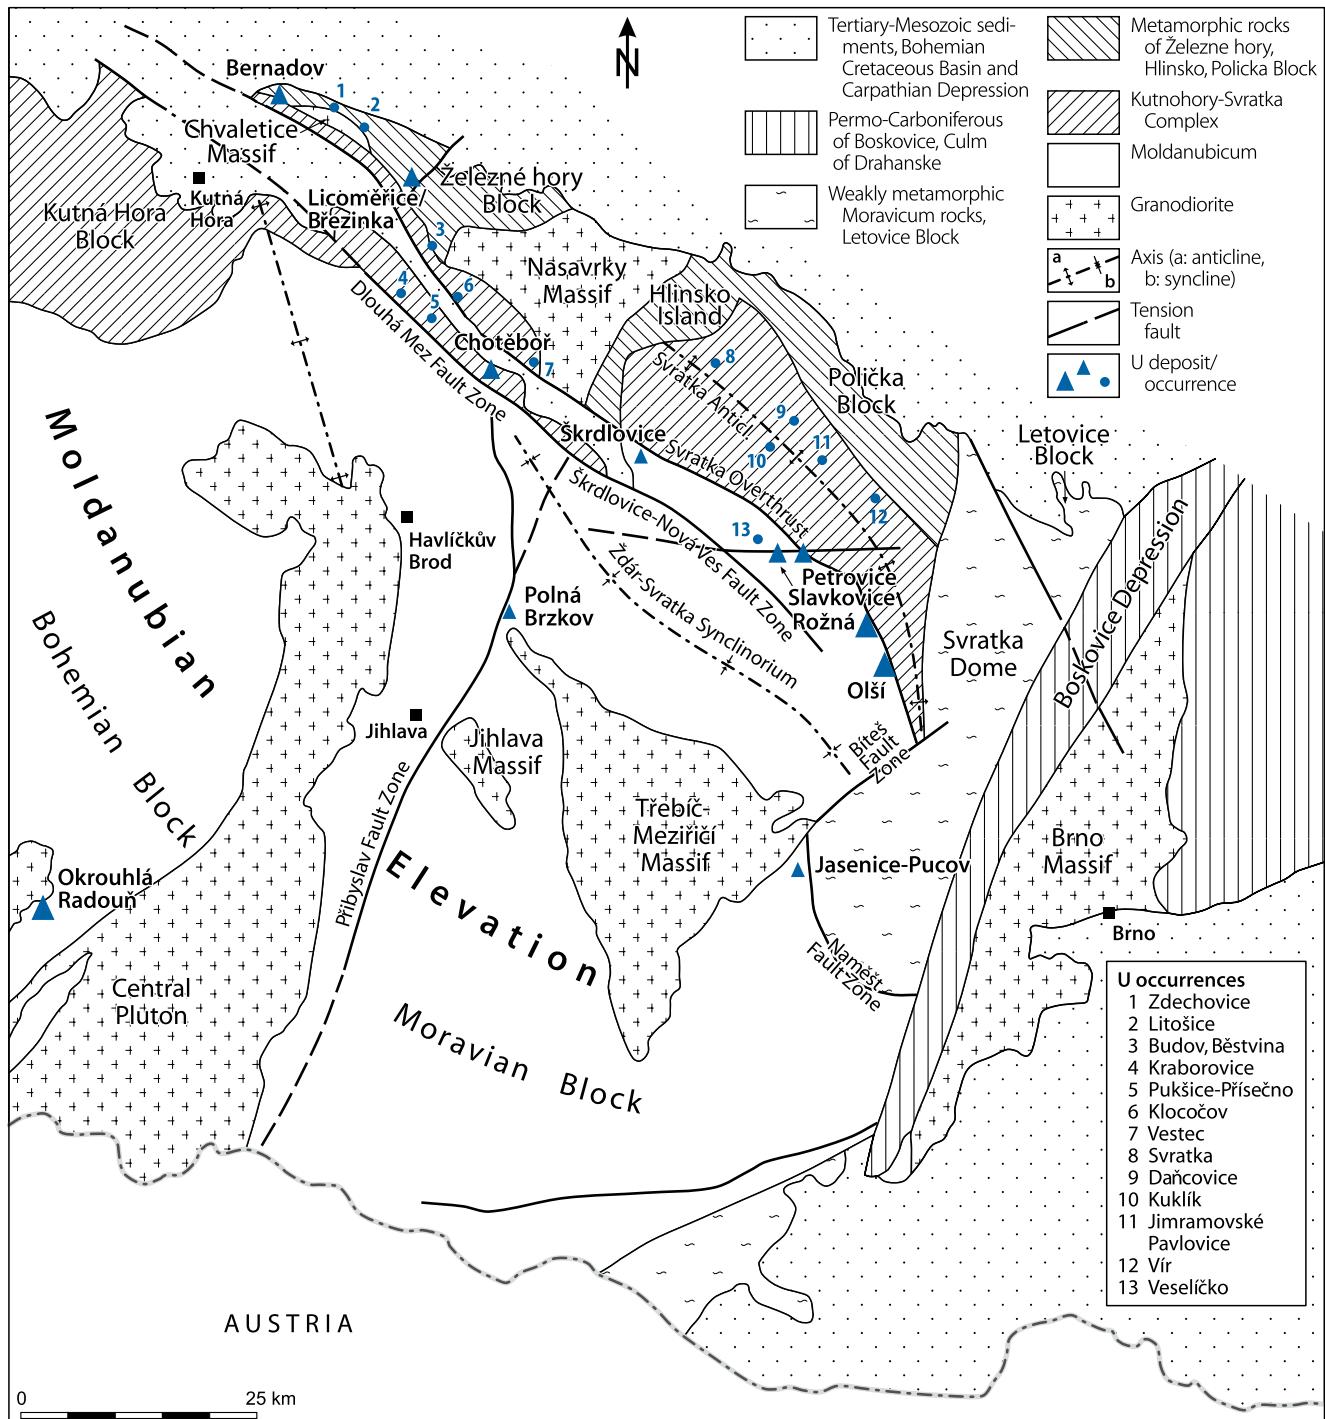 N
Tertiary-Mesozoic sedi-
ments, Bohemian
Cretaceous Basin and
Carpathian Depression
Permo-Carboniferous
of Boskovice, Culm
of Drahanske
Weakly metamorphic
Moravicum rocks,
Letovice Block
Metamorphic rocks
of Železne hory,
Hlinsko, Policka Block
Kutnohory-Svratka
Complex
Moldanubicum
Granodiorite
a
b
Axis (a: anticline,
b: syncline)
Tension
fault
U deposit/
occurrence
Bernadov
1
2
Chvaletice
Massif
Kutná
Hora
Kutná Hora
Block
Licoměřice/
Březinka
Železné hory
Block
3
4
5
6
7
Nasavrky
Massif
Hlinsko
Island
Dlouhá Mez Fault Zone
Chotěboř
8
Svratka Anticl.
Polička
Block
9
10
11
12
Škrdlovice
Svratka Overthrust
Letovice
Block
Škrdlovice-Nová Ves Fault Zone
13
Havlíčkův
Brod
Moldanubian
Bohemian Block
Petrovice
Slavkovice
Rožná
Olší
Polná
Brzkov
Ždár-Svratka Synclinorium
Svratka
Dome
Boskovice Depression
Jihlava
Jihlava
Massif
Bíteš
Fault
Zone
Třebíč-
Meziřičí
Massif
Přibyslav Fault Zone
Elevation
Brno
Massif
Jasenice-Pucov
Okrouhlá
Radouň
Brno
Naměšt
Fault Zone
Central
Pluton
Moravian Block
U occurrences
1 Zdechovice
2 Litošice
3 Budov, Běstvina
4 Kraborovice
5 Pukšice-Přísečno
6 Klocočov
7 Vestec
8 Svratka
9 Daňcovice
10 Kuklík
11 Jimramovské
Pavlovice
12 Vír
13 Veselíčko
AUSTRIA
0 25 km